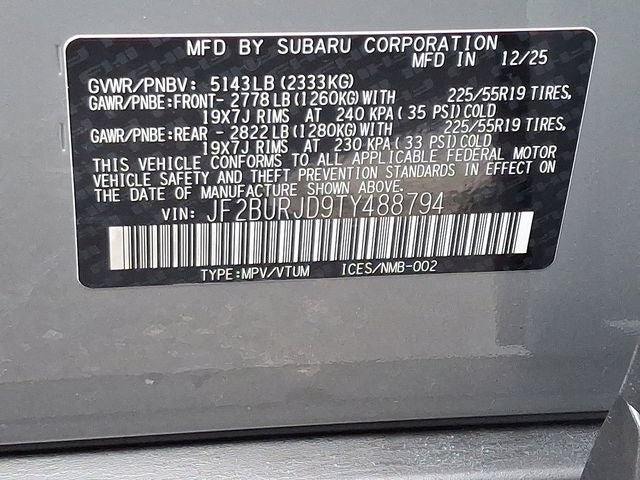 MFD BY SUBARU CORPORATION
MFD IN 12/25
GVWR/PNBV: 5143LB(2333KG)
GAWR/PNBE:FRONT- 2778LB(1260KG)WITH 225/55R19 TIRES,
19X7J RIMS AT 240 KPA(35 PSI)COLD
GAWR/PNBE:REAR - 2822LB(1280KG)WITH 225/55R19 TIRES,
19X7J RIMS AT 230 KPA(33 PSI)COLD
THIS VEHICLE CONFORMS TO ALL APPLICABLE FEDERAL MOTOR
VEHICLE SAFETY AND THEFT PREVENTION STANDARDS IN EFFECT ON
THE DATE OF MANUFACTURE SHOWN ABOVE.
VIN: JF2BURJD9TY488794
TYPE:MPV/VTUM ICES/NMB-002